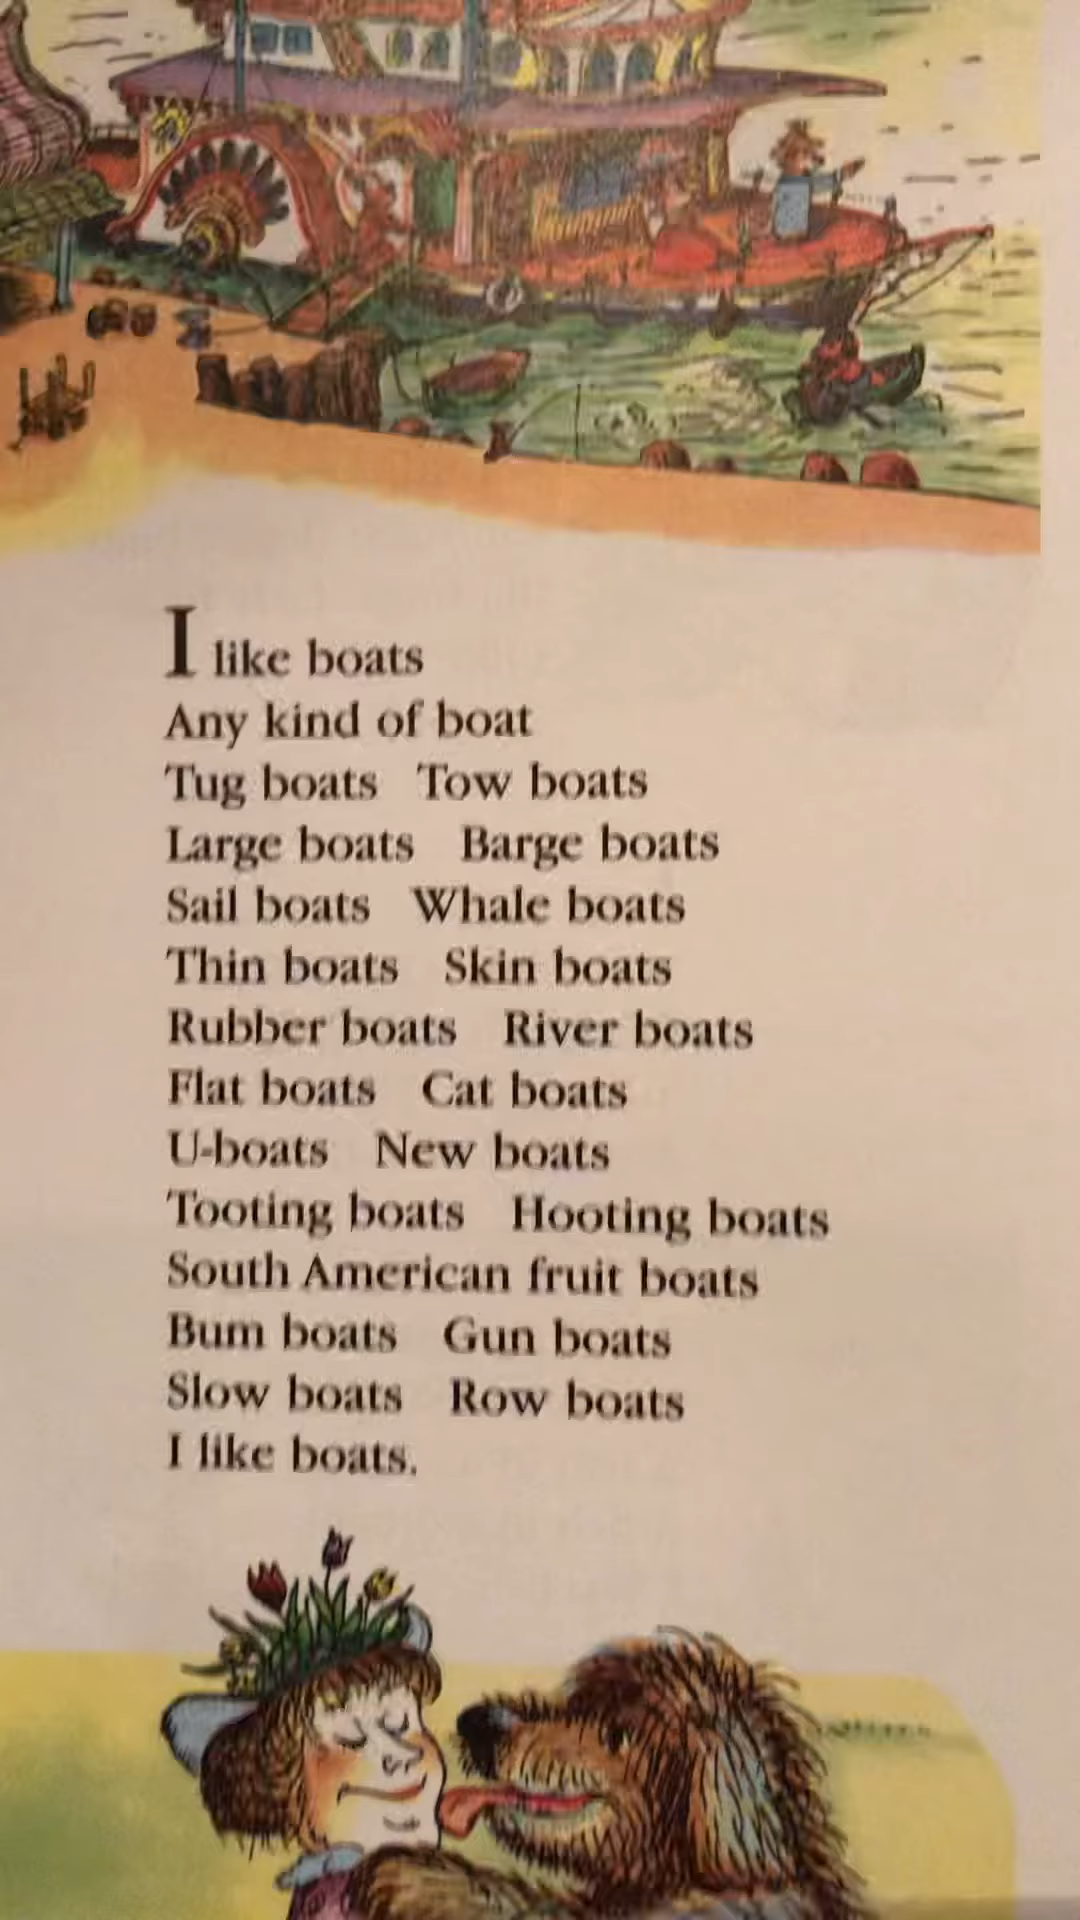 I like boats
Any kind of boat
Tug boats Tow boats
Large boats Barge boats
Sail boats Whale boats
Thin boats Skin boats
Rubber boats River boats
Flat boats Cat boats
U-boats New boats
Tooting boats Hooting boats
South American fruit boats
Bum boats Gun boats
Slow boats Row boats
I like boats.